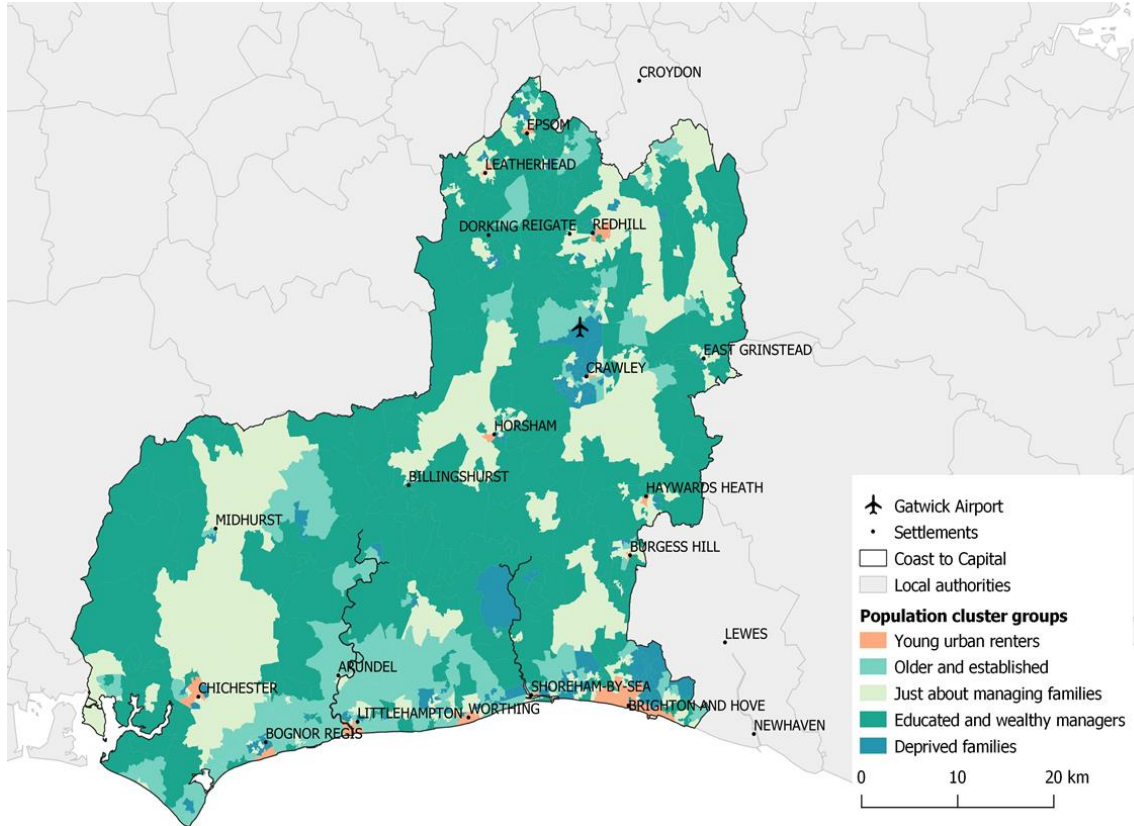 CROYDON
EPSOM
LEATHERHEAD
DORKING
REIGATE
REDHILL
EAST GRINSTEAD
CRAWLEY
HORSHAM
BILLINGSHURST
HAYWARDS HEATH
MIDHURST
BURGESS HILL
LEWES
ARUNDEL
CHICHESTER
SHOREHAM-BY-SEA
BRIGHTON AND HOVE
LITTLEHAMPTON
WORTHING
NEWHAVEN
BOGNOR REGIS
Gatwick Airport
Settlements
Coast to Capital
Local authorities
Population cluster groups
Young urban renters
Older and established
Just about managing families
Educated and wealthy managers
Deprived families
0 10 20 km